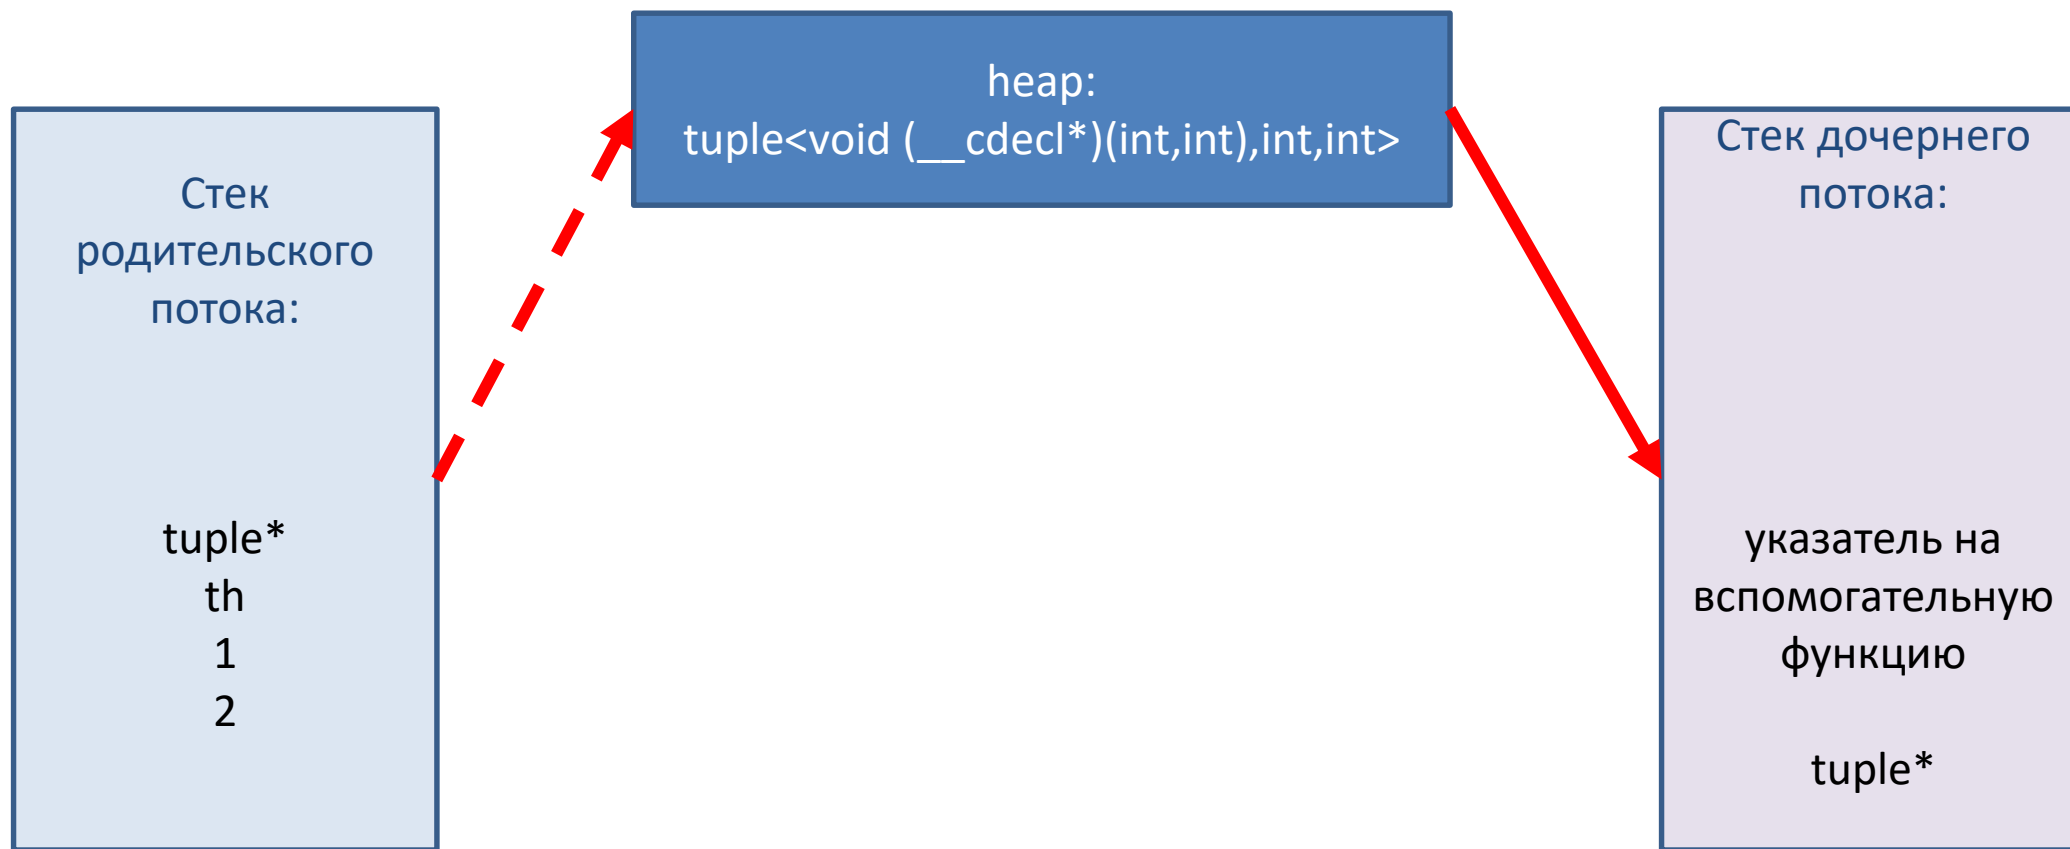 heap:
tuple<void (__cdecl*)(int,int),int,int>
Стек
родительского
потока:
tuple*
th
1
2
Стек дочернего
потока:
указатель на
вспомогательную
функцию
tuple*